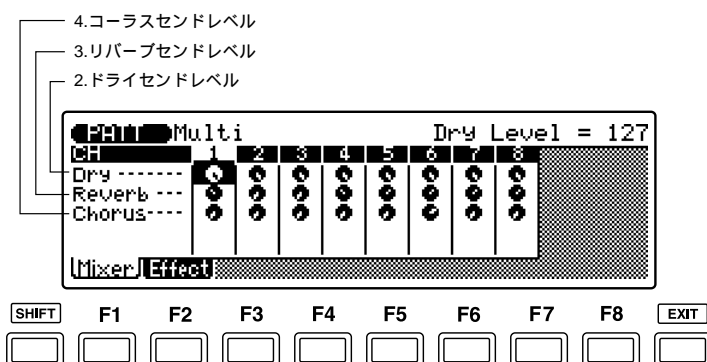 4.コーラスセンドレベル
3.リバーブセンドレベル
2.ドライセンドレベル
PATT Multi Dry Level = 127
CH 1 2 3 4 5 6 7 8
Dry -------
Reverb ---
Chorus----
Mixer Effect
SHIFT F1 F2 F3 F4 F5 F6 F7 F8 EXIT